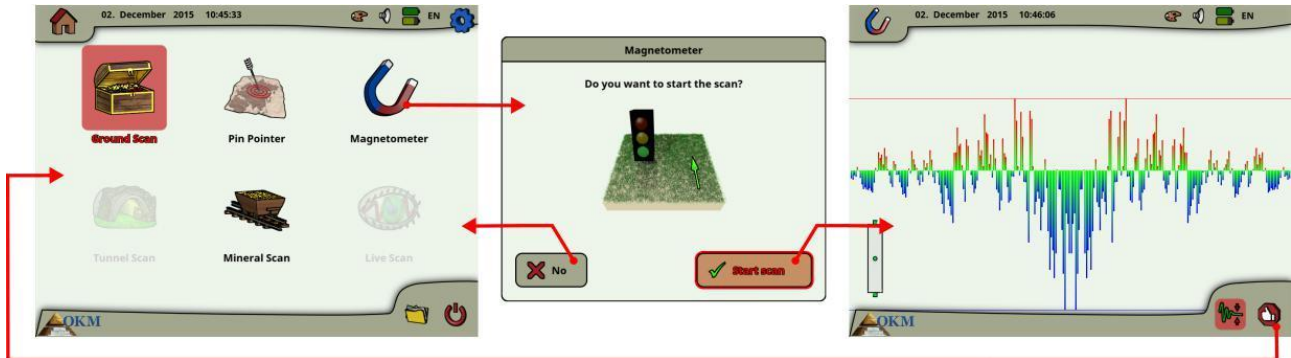 02. December 2015 10:45:33 EN
Ground Scan Pin Pointer Magnetometer
Tunnel Scan Mineral Scan Live Scan
OKM
Magnetometer
Do you want to start the scan?
No Start scan
02. December 2015 10:46:06 EN
OKM